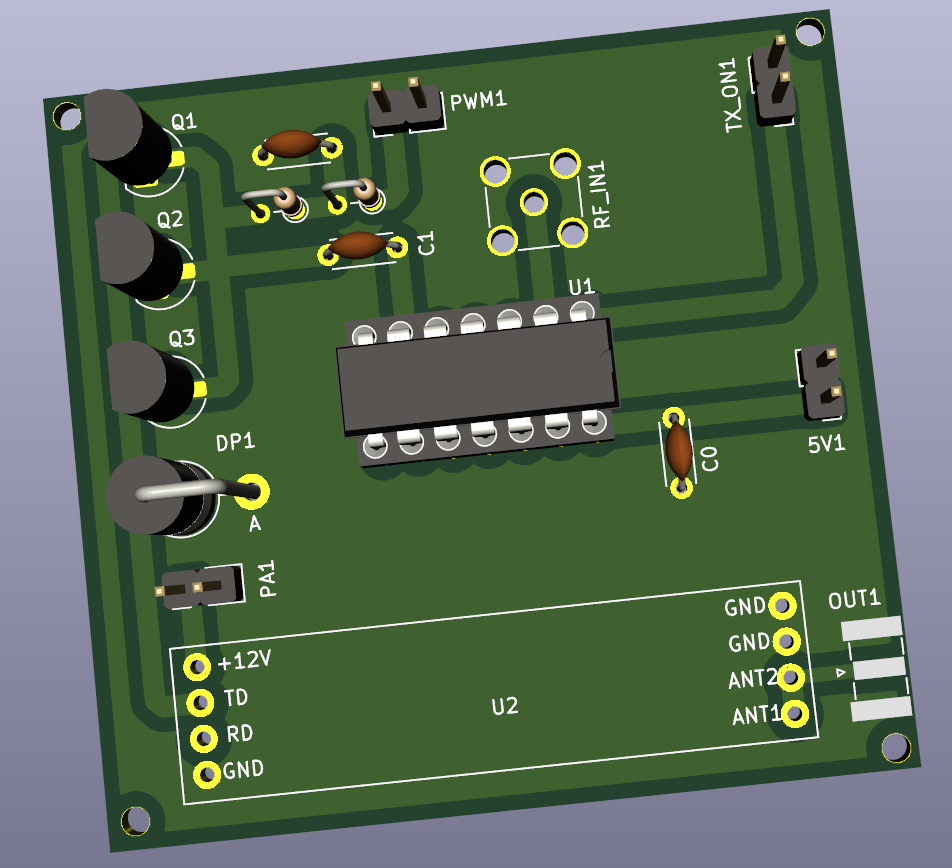 Q1
PWM1
TX_ON1
Q2
RF_IN1
C1
U1
Q3
DP1
A
C0
5V1
PA1
OUT1
+12V
TD
RD
GND
U2
GND
GND
ANT2
ANT1